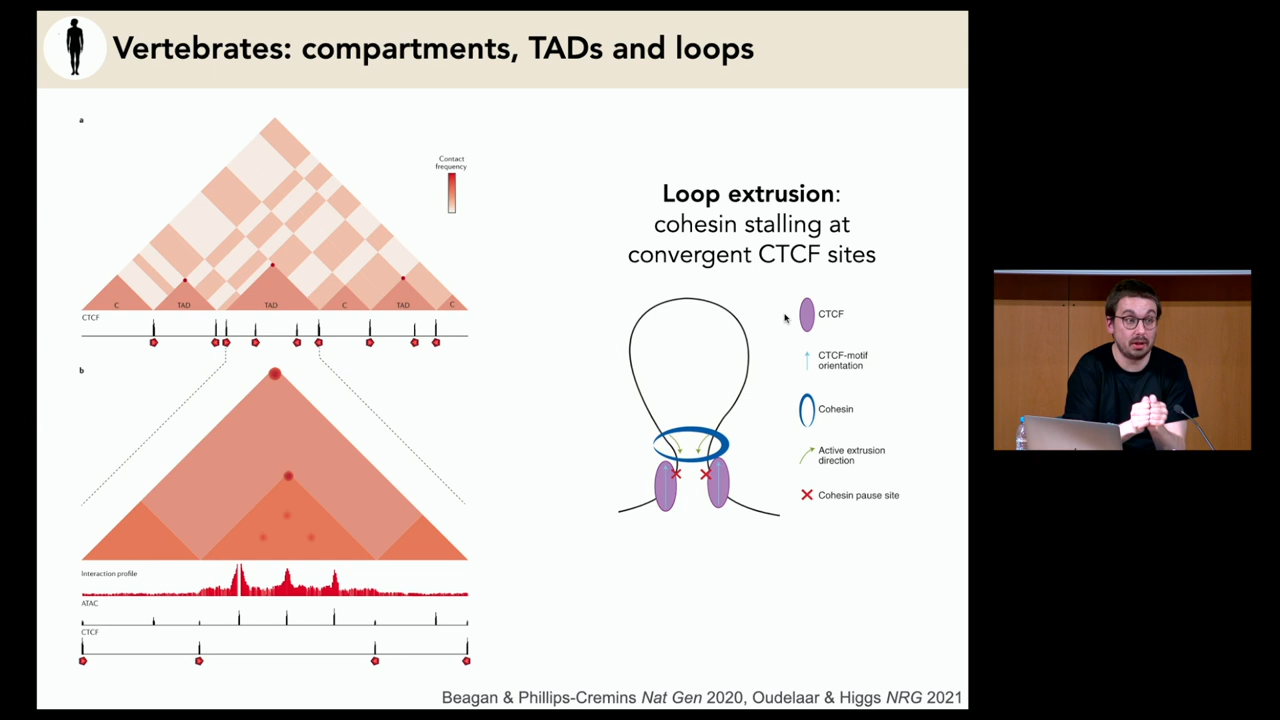 Vertebrates: compartments, TADs and loops
a
Contact
frequency
C
TAD
TAD
C
TAD
C
CTCF
b
Interaction profile
ATAC
CTCF
Loop extrusion:
cohesin stalling at
convergent CTCF sites
CTCF
CTCF-motif
orientation
Cohesin
Active extrusion
direction
Cohesin pause site
Beagan & Phillips-Cremins Nat Gen 2020, Oudelaar & Higgs NRG 2021